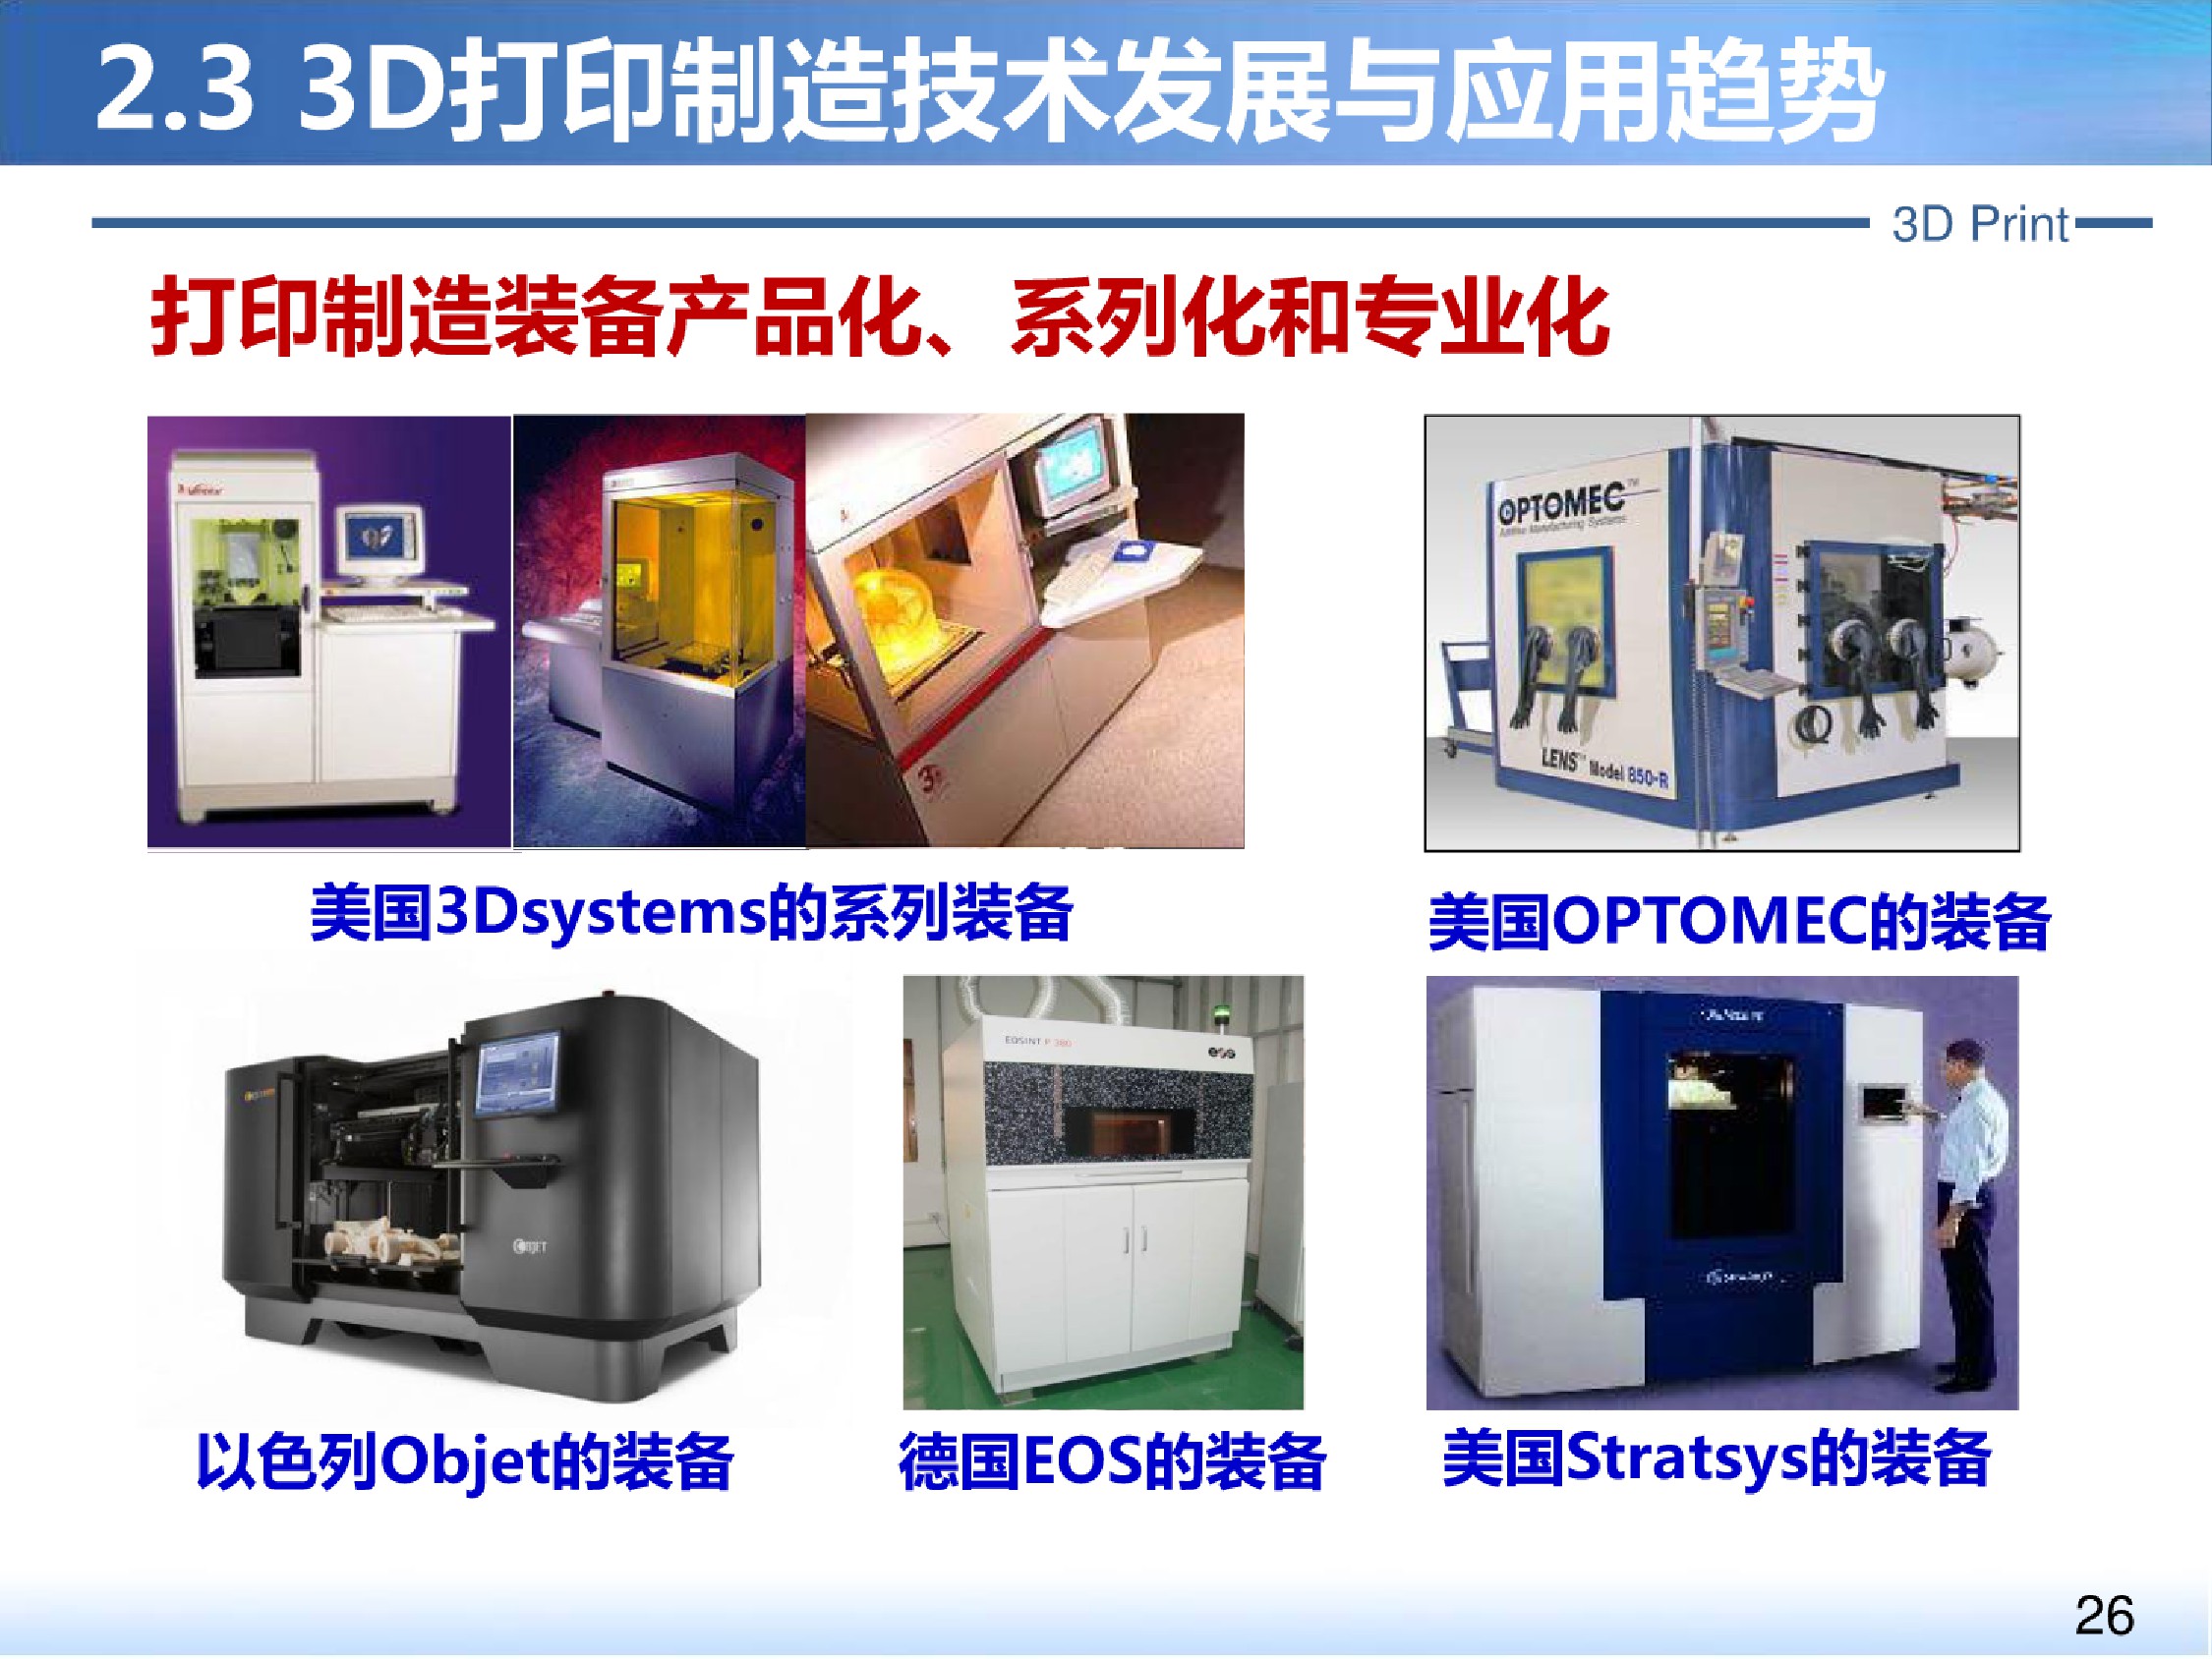 2.3 3D打印制造技术发展与应用趋势
3D Print
打印制造装备产品化、系列化和专业化
OPTOMEC™
Additive Manufacturing Systems
LENS™ Model 850-R
美国3Dsystems的系列装备
美国OPTOMEC的装备
OBJET
EOSINT P 380
eos
以色列Objet的装备
德国EOS的装备
美国Stratsys的装备
26